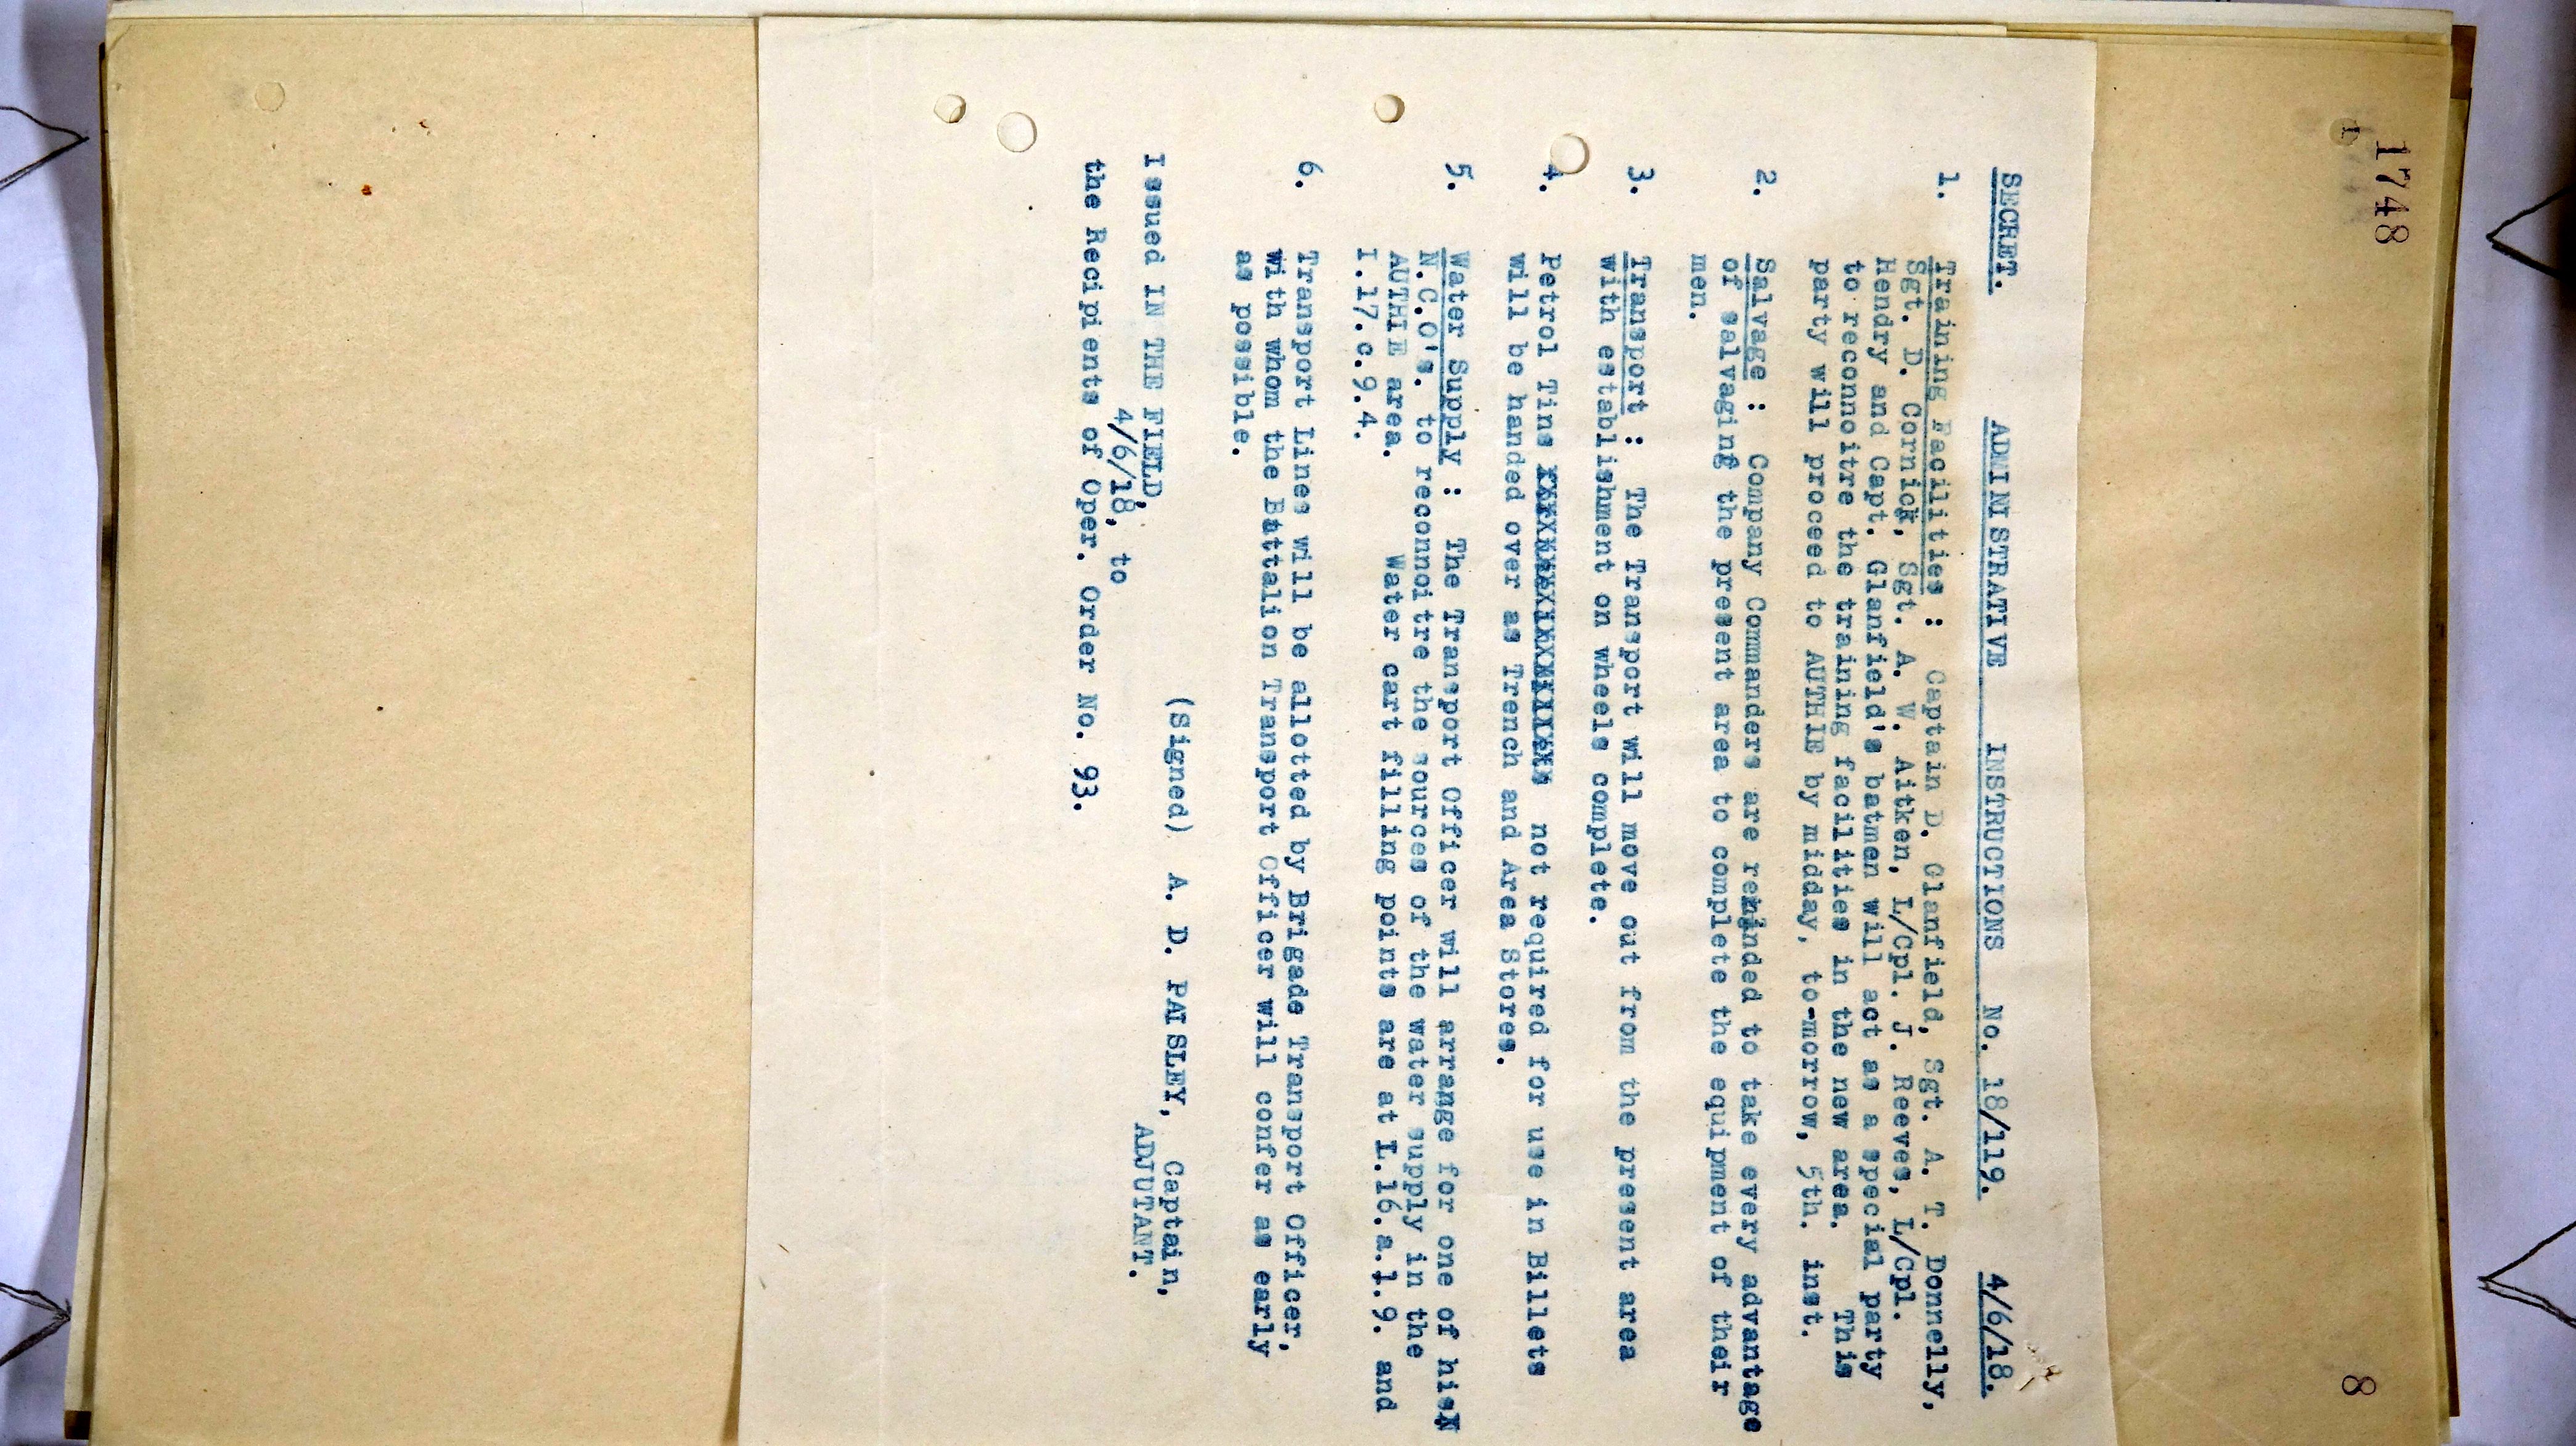 1748
8
SECRET. ADMINISTRATIVE INSTRUCTIONS No. 18/119. 4/6/18.
1. Training Facilities : Captain D. Glanfield, Sgt. A. T. Donnelly,
Sgt. D. Cornick, Sgt. A. W. Aitken, L/Cpl. J. Reeves, L/Cpl.
Hendry and Capt. Glanfield's batmen will act as a special party
to reconnoitre the training facilities in the new area. This
party will proceed to AUTHIE by midday, to-morrow, 5th. inst.
2. Salvage : Company Commanders are reminded to take every advantage
of salvaging the present area to complete the equipment of their
men.
3. Transport : The Transport will move out from the present area
with establishment on wheels complete.
4. Petrol Tins not required for use in Billets
will be handed over as Trench and Area Stores.
5. Water Supply : The Transport Officer will arrange for one of his
N.C.O's. to reconnoitre the sources of the water supply in the
AUTHIE area. Water cart filling points are at I.16.a.1.9. and
I.17.c.9.4.
6. Transport Lines will be allotted by Brigade Transport Officer,
with whom the Battalion Transport Officer will confer as early
as possible.
(Signed) A. D. PAISLEY, Captain,
ADJUTANT.
Issued IN THE FIELD,
4/6/18, to
the Recipients of Oper. Order No. 93.